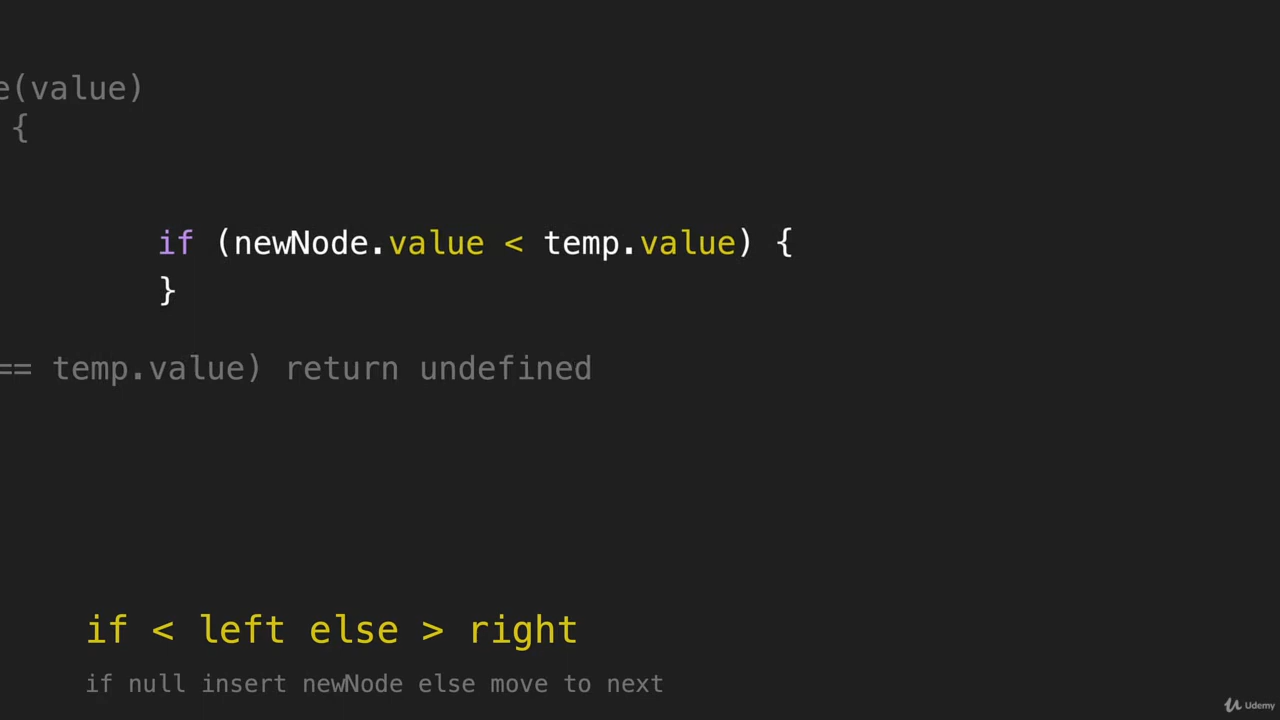 e(value)
{
if (newNode.value < temp.value) {
}
== temp.value) return undefined
if < left else > right
if null insert newNode else move to next
Udemy